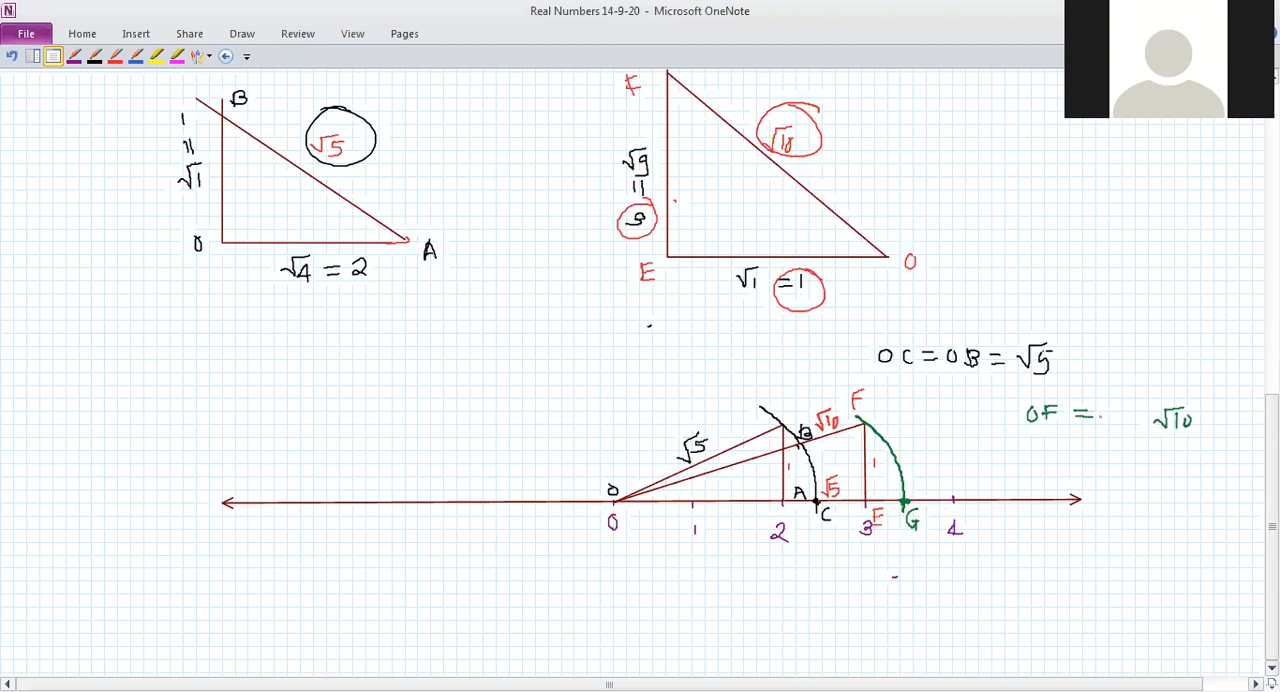 Real Numbers 14-9-20 - Microsoft OneNote
File Home Insert Share Draw Review View Pages
B
1
=
√1
√5
O
A
√4 = 2
F
√9
=
3
√10
E
√1 = 1
O
OC = OB = √5
OF =
√10
F
√5
B
√10
1
1
O
A
√5
C
E
G
0
1
2
3
4